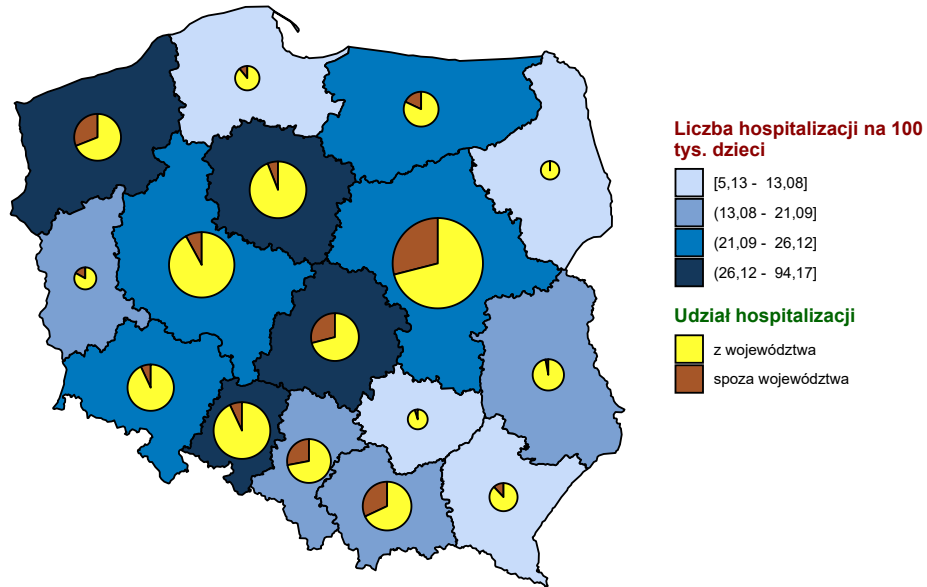 Liczba hospitalizacji na 100
tys. dzieci
[5,13 - 13,08]
(13,08 - 21,09]
(21,09 - 26,12]
(26,12 - 94,17]
Udział hospitalizacji
z województwa
spoza województwa